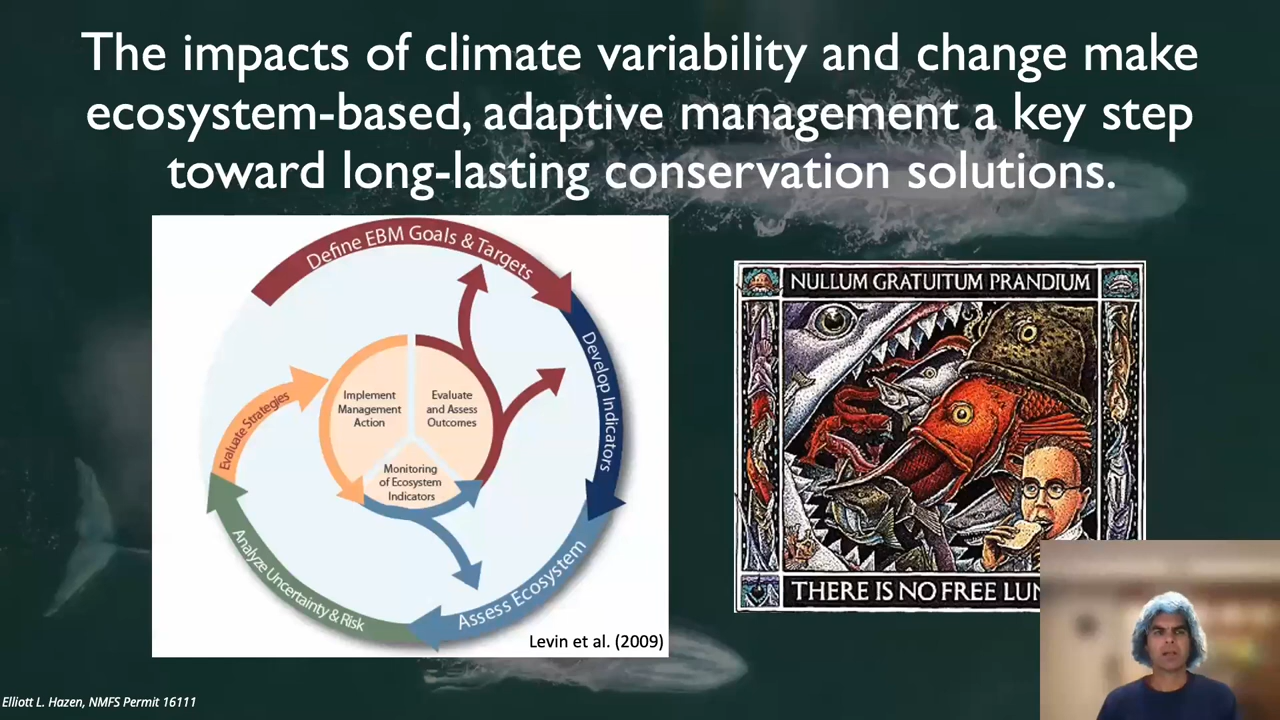 The impacts of climate variability and change make
ecosystem-based, adaptive management a key step
toward long-lasting conservation solutions.
Define EBM Goals & Targets
Develop Indicators
Assess Ecosystem
Analyze Uncertainty & Risk
Evaluate Strategies
Implement
Management
Action
Evaluate
and Assess
Outcomes
Monitoring
of Ecosystem
Indicators
Levin et al. (2009)
NULLUM GRATUITUM PRANDIUM
THERE IS NO FREE
Elliott L. Hazen, NMFS Permit 16111